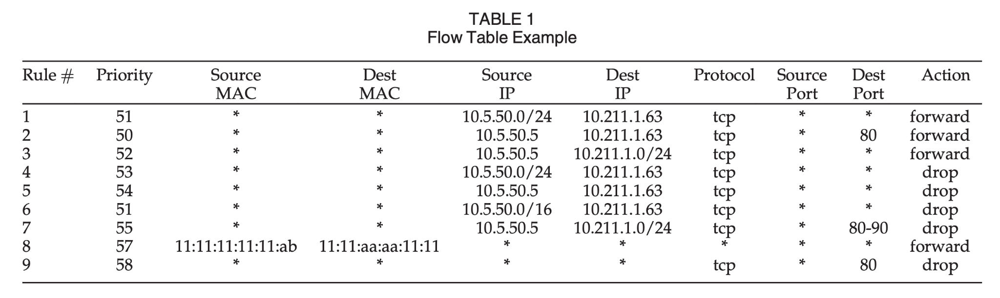 TABLE 1
Flow Table Example
Rule # Priority Source MAC Dest MAC Source IP Dest IP Protocol Source Port Dest Port Action
1 51 * * 10.5.50.0/24 10.211.1.63 tcp * * forward
2 50 * * 10.5.50.5 10.211.1.63 tcp * 80 forward
3 52 * * 10.5.50.5 10.211.1.0/24 tcp * * forward
4 53 * * 10.5.50.0/24 10.211.1.63 tcp * * drop
5 54 * * 10.5.50.5 10.211.1.63 tcp * * drop
6 51 * * 10.5.50.0/16 10.211.1.63 tcp * * drop
7 55 * * 10.5.50.5 10.211.1.0/24 tcp * 80-90 drop
8 57 11:11:11:11:11:ab 11:11:aa:aa:11:11 * * * * * forward
9 58 * * * * tcp * 80 drop